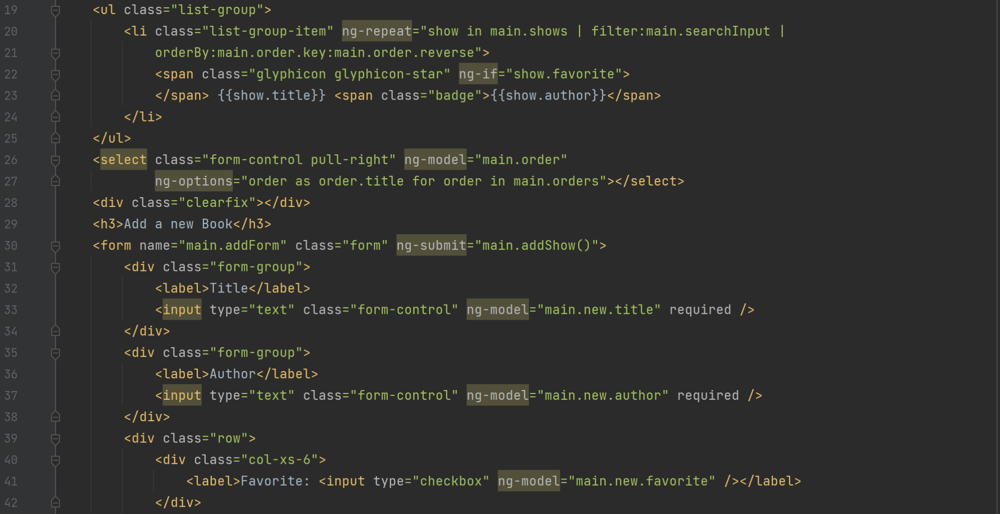 19 <ul class="list-group">
20 <li class="list-group-item" ng-repeat="show in main.shows | filter:main.searchInput |
21 orderBy:main.order.key:main.order.reverse">
22 <span class="glyphicon glyphicon-star" ng-if="show.favorite">
23 </span> {{show.title}} <span class="badge">{{show.author}}</span>
24 </li>
25 </ul>
26 <select class="form-control pull-right" ng-model="main.order"
27 ng-options="order as order.title for order in main.orders"></select>
28 <div class="clearfix"></div>
29 <h3>Add a new Book</h3>
30 <form name="main.addForm" class="form" ng-submit="main.addShow()">
31 <div class="form-group">
32 <label>Title</label>
33 <input type="text" class="form-control" ng-model="main.new.title" required />
34 </div>
35 <div class="form-group">
36 <label>Author</label>
37 <input type="text" class="form-control" ng-model="main.new.author" required />
38 </div>
39 <div class="row">
40 <div class="col-xs-6">
41 <label>Favorite: <input type="checkbox" ng-model="main.new.favorite" /></label>
42 </div>